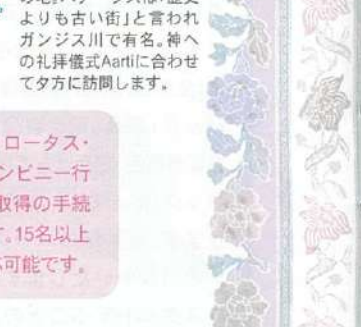 よりも古い街」と言われ
ガンジス川で有名。神へ
の礼拝儀式Aartiに合わせ
て夕方に訪問します。
ロータス・
ンビニー行
取得の手続
す。15名以上
可能です。